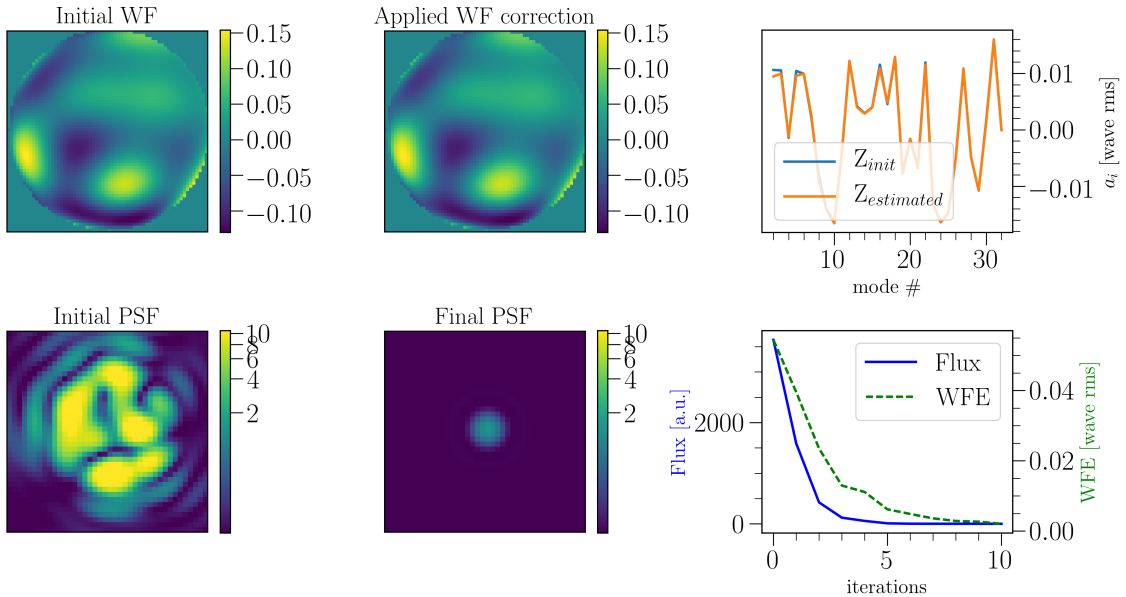 Initial WF
0.15
0.10
0.05
0.00
−0.05
−0.10
Applied WF correction
0.15
0.10
0.05
0.00
−0.05
−0.10
Z_init
Z_estimated
0.01
0.00
−0.01
a_i [wave rms]
10 20 30
mode #
Initial PSF
10
8
6
4
2
Final PSF
10
8
6
4
2
Flux
WFE
Flux [a.u.]
2000
0
0.04
0.02
0.00
WFE [wave rms]
0 5 10
iterations